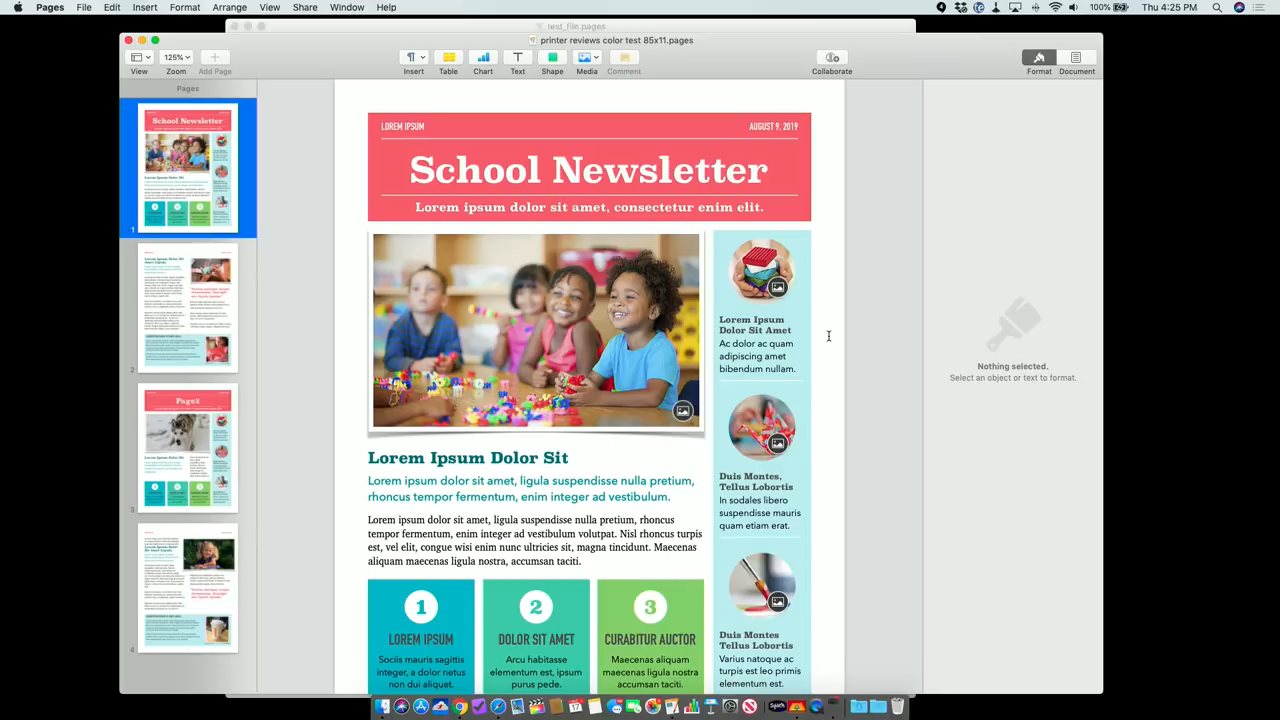 Pages File Edit Insert Format Arrange View Share Window Help
100% Thu 4:25 PM
test_file.pages
printer reviews color test 85x11.pages
125%
View Zoom Add Page Insert Table Chart Text Shape Media Comment Collaborate Format Document
Pages
School Newsletter
1
2
Page2
3
4
LOREM IPSUM
AUGUST 9, 2019
School Newsletter
Lorem ipsum dolor sit amet, consectetur enim elit.
Lorem Ipsum Dolor Sit
Lorem ipsum dolor sit amet, ligula suspendisse nulla pretium,
rhoncus tempor fermentum, enim integer ad vestibulum.
Lorem ipsum dolor sit amet, ligula suspendisse nulla pretium, rhoncus
tempor fermentum, enim integer ad vestibulum volutpat. Nisl rhoncus turpis
est, vel elit, congue wisi enim nunc ultricies sit, magna tincidunt. Maecenas
aliquam maecenas ligula nostra, accumsan taciti.
1
LOREM IPSUM
Sociis mauris sagittis
integer, a dolor netus
non dui aliquet.
2
DOLOR SIT AMET
Arcu habitasse
elementum est, ipsum
purus pede.
3
CURABITUR AUCTOR
Maecenas aliquam
maecenas ligula nostra
accumsan taciti.
Lorem Ipsum
Dolor Sit Amet
Ac dolor ac quam
adipiscing amet
bibendum nullam.
Duis Montes,
Tellus Lobortis
In sodales libero
suspendisse mauris
quam etiam erat.
Duis Montes
Tellus Lobortis
Varius natoque ac
turpis est leo primis
elementum est.
Nothing selected.
Select an object or text to format.